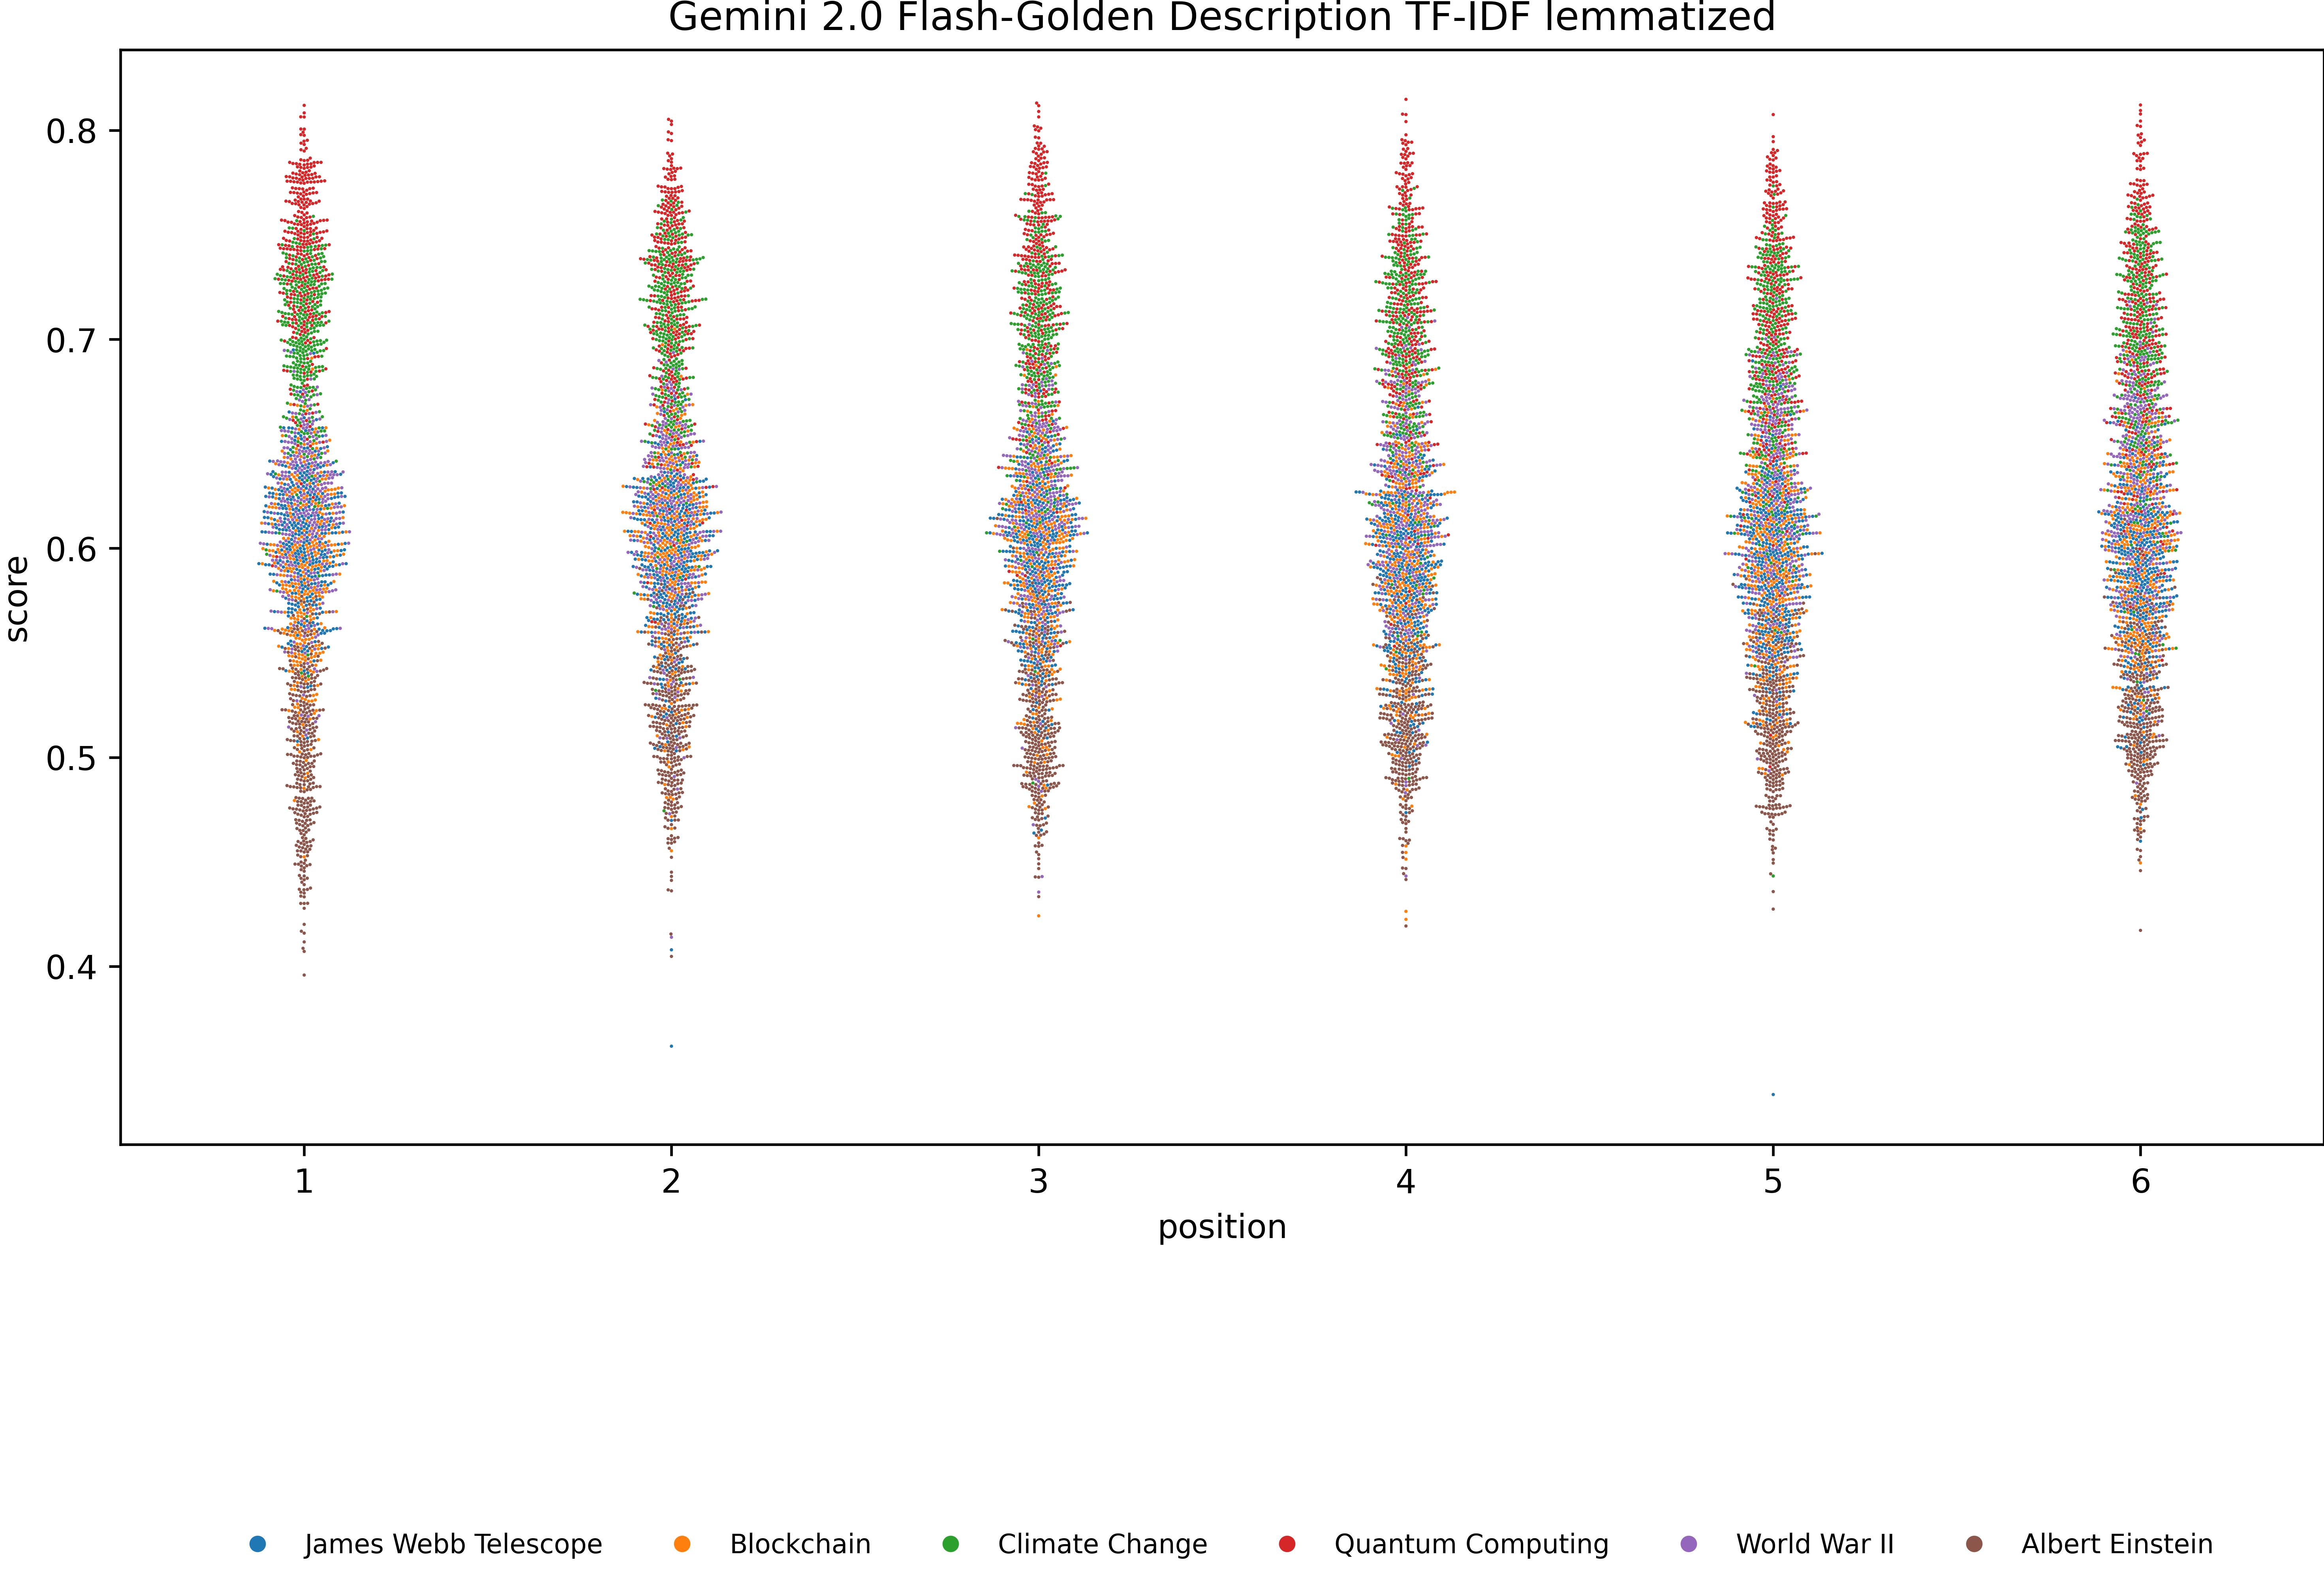 Gemini 2.0 Flash-Golden Description TF-IDF lemmatized
0.8
0.7
0.6
0.5
0.4
score
1 2 3 4 5 6
position
James Webb Telescope Blockchain Climate Change Quantum Computing World War II Albert Einstein